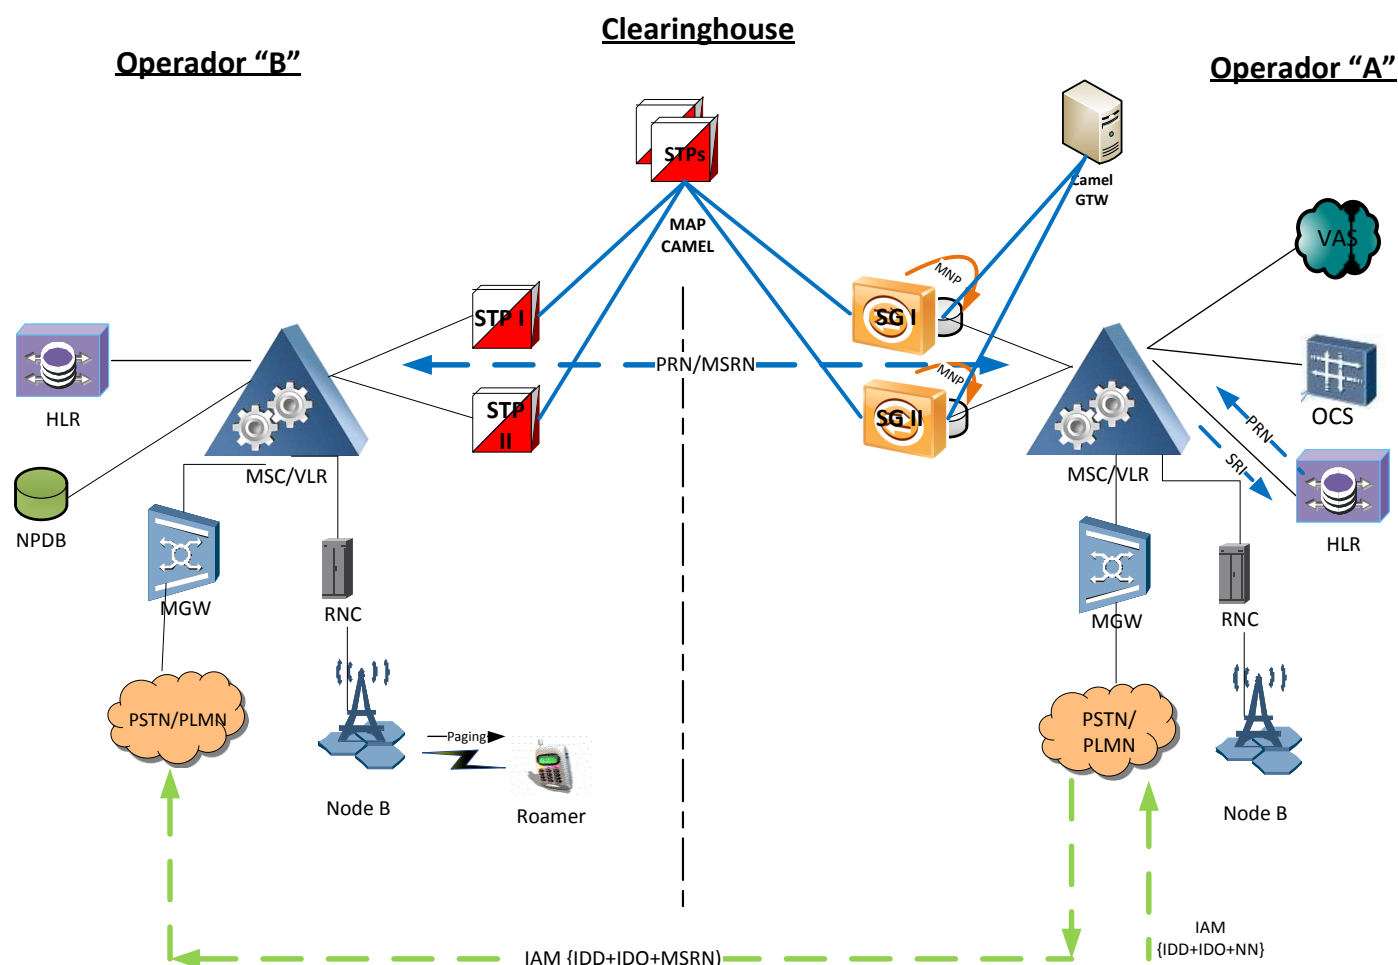 Clearinghouse
Operador “B”
Operador “A”
STPs
Camel
GTW
MAP
CAMEL
VAS
MNP
STP I
SG I
PRN/MSRN
MNP
HLR
STP
II
SG II
OCS
PRN
SRI
MSC/VLR
MSC/VLR
NPDB
HLR
MGW
RNC
MGW
RNC
PSTN/PLMN
PSTN/
PLMN
Paging
Node B
Roamer
Node B
IAM
{IDD+IDO+NN}
IAM {IDD+IDO+MSRN)